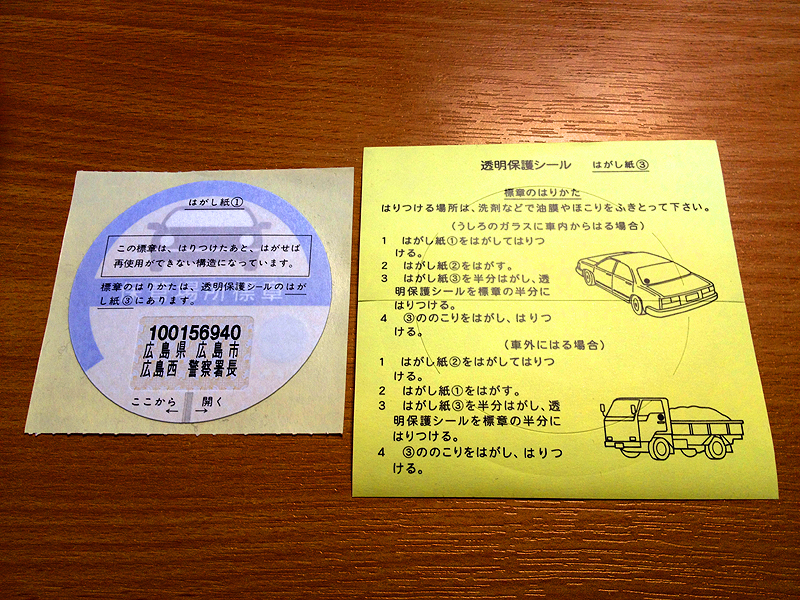 はがし紙①
この標章は、はりつけたあと、はがせば
再使用ができない構造になっています。
標章のはりかたは、透明保護シールのはが
し紙③にあります。
所標章
100156940
広島県 広島市
広島西 警察署長
ここから 開く
← →
透明保護シール はがし紙③
標章のはりかた
はりつける場所は、洗剤などで油膜やほこりをふきとって下さい。
(うしろのガラスに車内からはる場合)
1 はがし紙①をはがしてはりつ
ける。
2 はがし紙②をはがす。
3 はがし紙③を半分はがし、透
明保護シールを標章の半分に
はりつける。
4 ③ののこりをはがし、はりつ
ける。
(車外にはる場合)
1 はがし紙②をはがしてはりつ
ける。
2 はがし紙①をはがす。
3 はがし紙③を半分はがし、透
明保護シールを標章の半分に
はりつける。
4 ③ののこりをはがし、はりつ
ける。